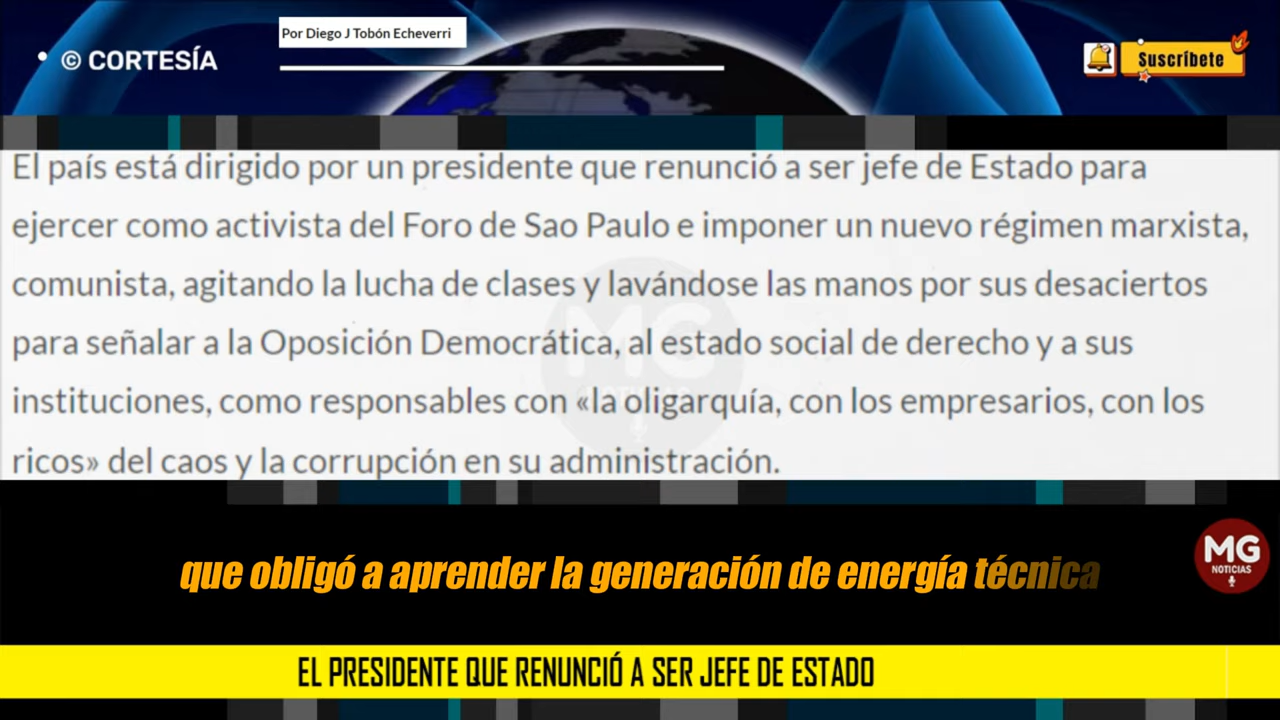 Por Diego J Tobón Echeverri
© CORTESÍA
Suscríbete
El país está dirigido por un presidente que renunció a ser jefe de Estado para
ejercer como activista del Foro de Sao Paulo e imponer un nuevo régimen marxista,
comunista, agitando la lucha de clases y lavándose las manos por sus desaciertos
para señalar a la Oposición Democrática, al estado social de derecho y a sus
instituciones, como responsables con «la oligarquía, con los empresarios, con los
ricos» del caos y la corrupción en su administración.
MG
NOTICIAS
que obligó a aprender la generación de energía técnica
MG
NOTICIAS
EL PRESIDENTE QUE RENUNCIÓ A SER JEFE DE ESTADO